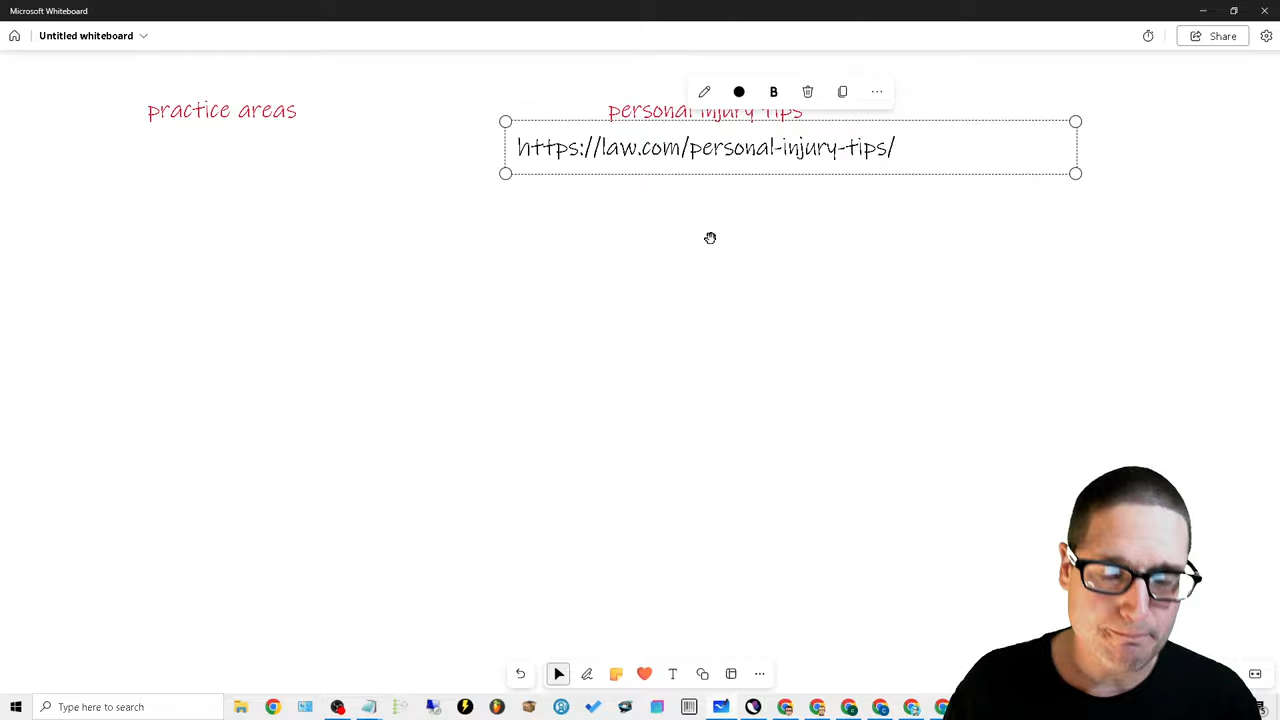 Microsoft Whiteboard
Untitled whiteboard
Share
practice areas
personal injury tips
B
https://law.com/personal-injury-tips/
T
Type here to search